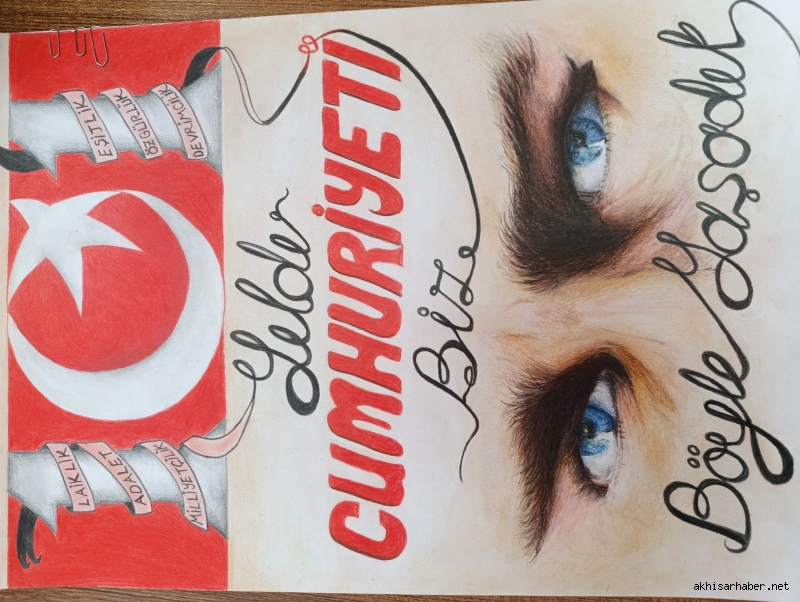 LAİKLİK
ADALET
MİLLİYETÇİLİK
EŞİTLİK
ÖZGÜRLÜK
DEVRİMCİLİK
CUMHURİYETİ
Biz
Böyle Yaşadık
akhisarhaber.net